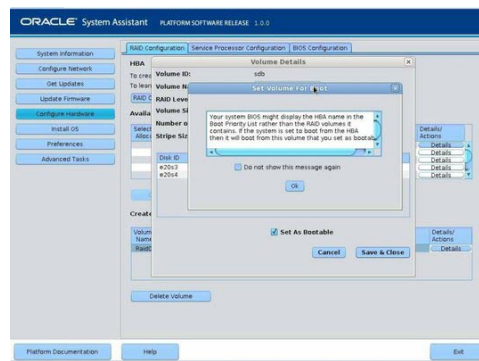 ORACLE System Assistant PLATFORM SOFTWARE RELEASE 1.0.0
System Information
Configure Network
Get Updates
Update Firmware
Configure Hardware
Install OS
Preferences
Advanced Tasks
RAID Configuration Service Processor Configuration BIOS Configuration
HBA
To crea
To lear
RAID C
Availa
Select
Create
Volum
Name
RaidC
Volume Details
Volume ID: sdb
Volume Na
RAID Leve
Volume Si
Number o
Stripe Siz
Disk ID
e20s3
e20s4
Set Volume For Boot
Your system BIOS might display the HBA name in the
Boot Priority List rather than the RAID volumes it
contains. If the system is set to boot from the HBA
then it will boot from this volume that you set as bootab
Do not show this message again
Ok
Set As Bootable
Cancel Save & Close
Details/
Actions
Details
Details
Details
Details
Details/
Actions
Details
Delete Volume
Platform Documentation Help Exit